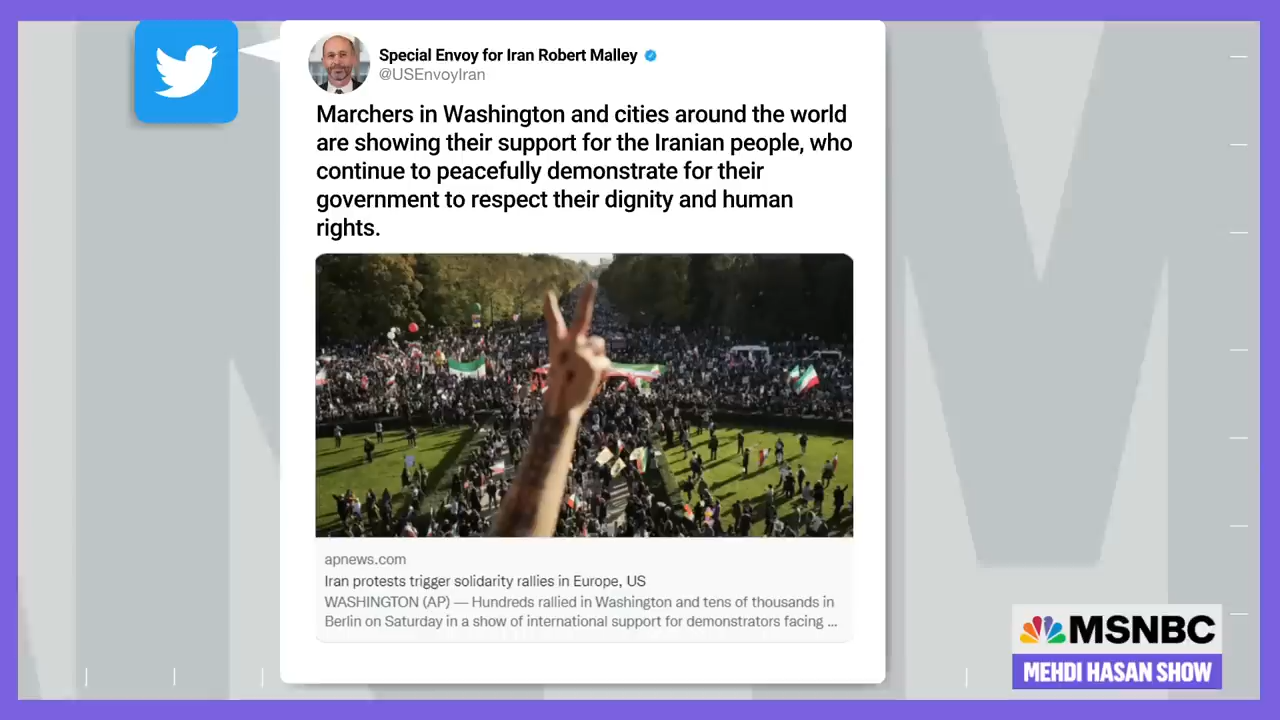 Special Envoy for Iran Robert Malley
@USEnvoyIran
Marchers in Washington and cities around the world
are showing their support for the Iranian people, who
continue to peacefully demonstrate for their
government to respect their dignity and human
rights.
apnews.com
Iran protests trigger solidarity rallies in Europe, US
WASHINGTON (AP) — Hundreds rallied in Washington and tens of thousands in
Berlin on Saturday in a show of international support for demonstrators facing ...
MSNBC
MEHDI HASAN SHOW